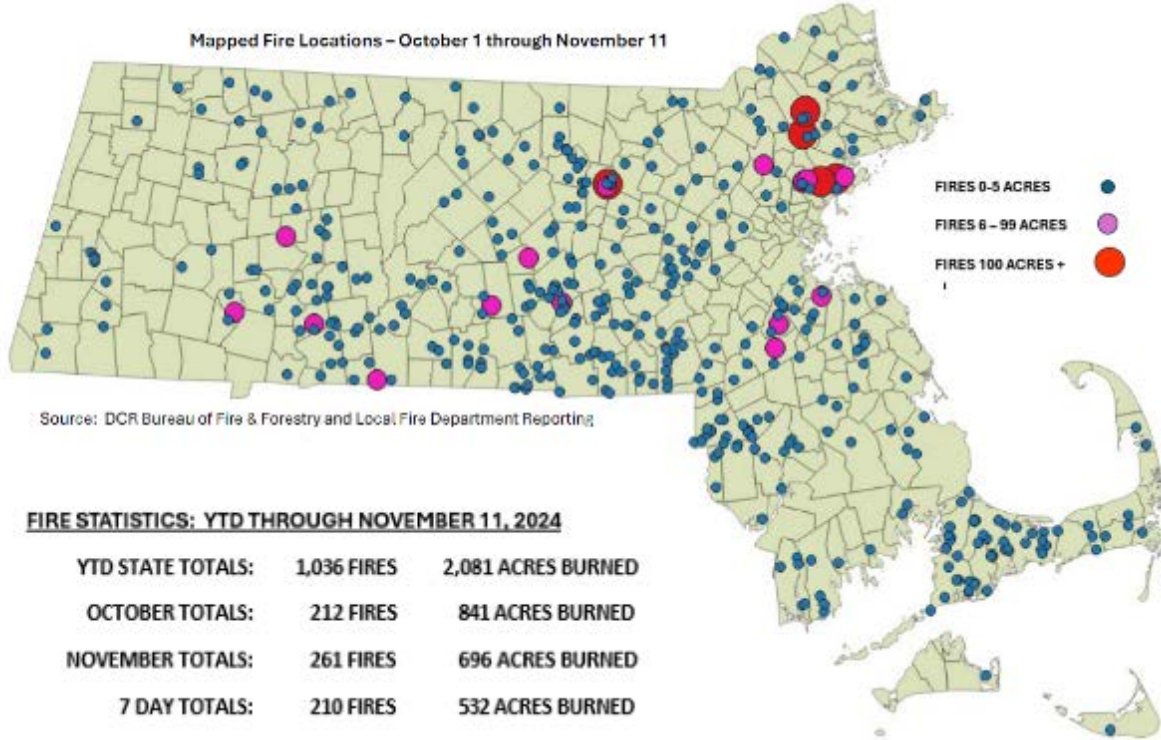 Mapped Fire Locations – October 1 through November 11
FIRES 0-5 ACRES
FIRES 6 – 99 ACRES
FIRES 100 ACRES +
Source: DCR Bureau of Fire & Forestry and Local Fire Department Reporting
FIRE STATISTICS: YTD THROUGH NOVEMBER 11, 2024
YTD STATE TOTALS: 1,036 FIRES 2,081 ACRES BURNED
OCTOBER TOTALS: 212 FIRES 841 ACRES BURNED
NOVEMBER TOTALS: 261 FIRES 696 ACRES BURNED
7 DAY TOTALS: 210 FIRES 532 ACRES BURNED